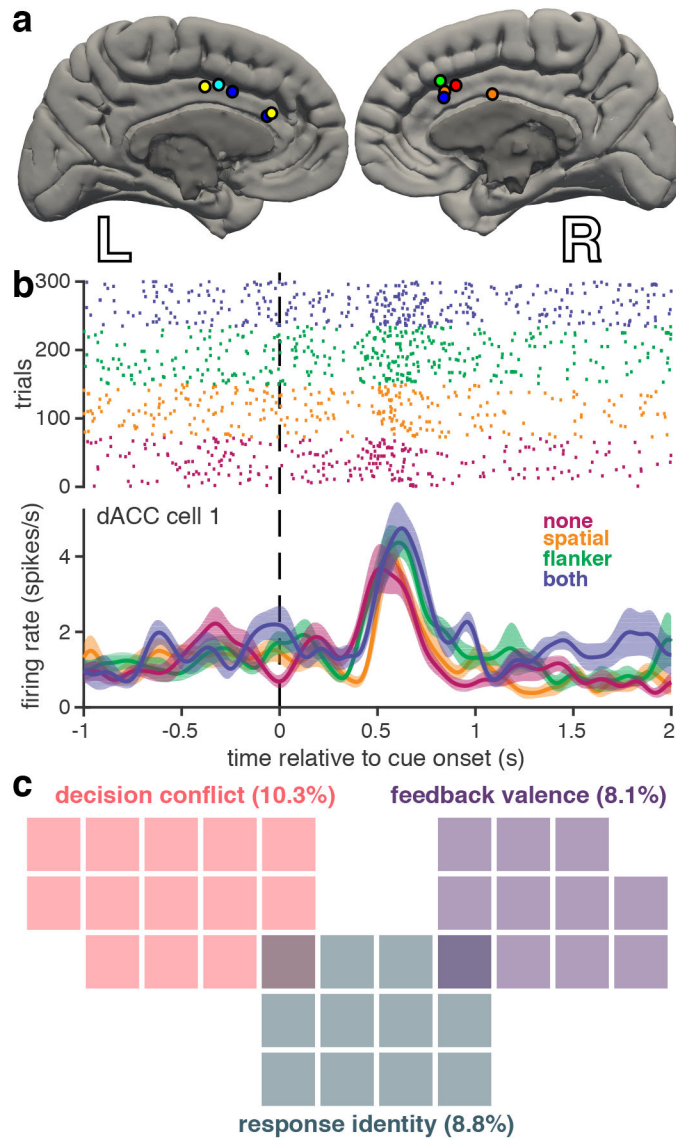 a
L
R
b
300
200
100
0
trials
dACC cell 1
none
spatial
flanker
both
firing rate (spikes/s)
4
2
0
-1
-0.5
0
0.5
1
1.5
2
time relative to cue onset (s)
c
decision conflict (10.3%)
feedback valence (8.1%)
response identity (8.8%)